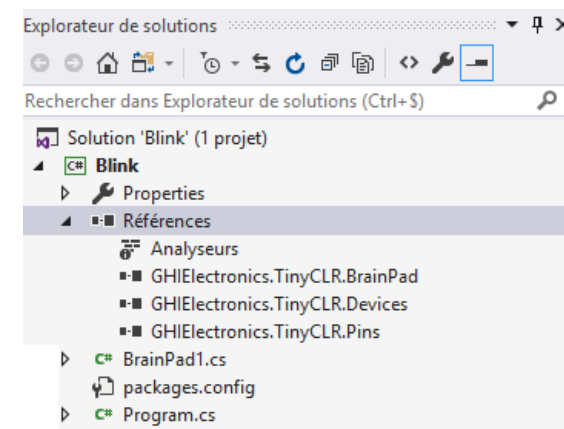 Explorateur de solutions
Rechercher dans Explorateur de solutions (Ctrl+$)
Solution 'Blink' (1 projet)
C# Blink
Properties
Références
Analyseurs
GHIElectronics.TinyCLR.BrainPad
GHIElectronics.TinyCLR.Devices
GHIElectronics.TinyCLR.Pins
C# BrainPad1.cs
packages.config
C# Program.cs